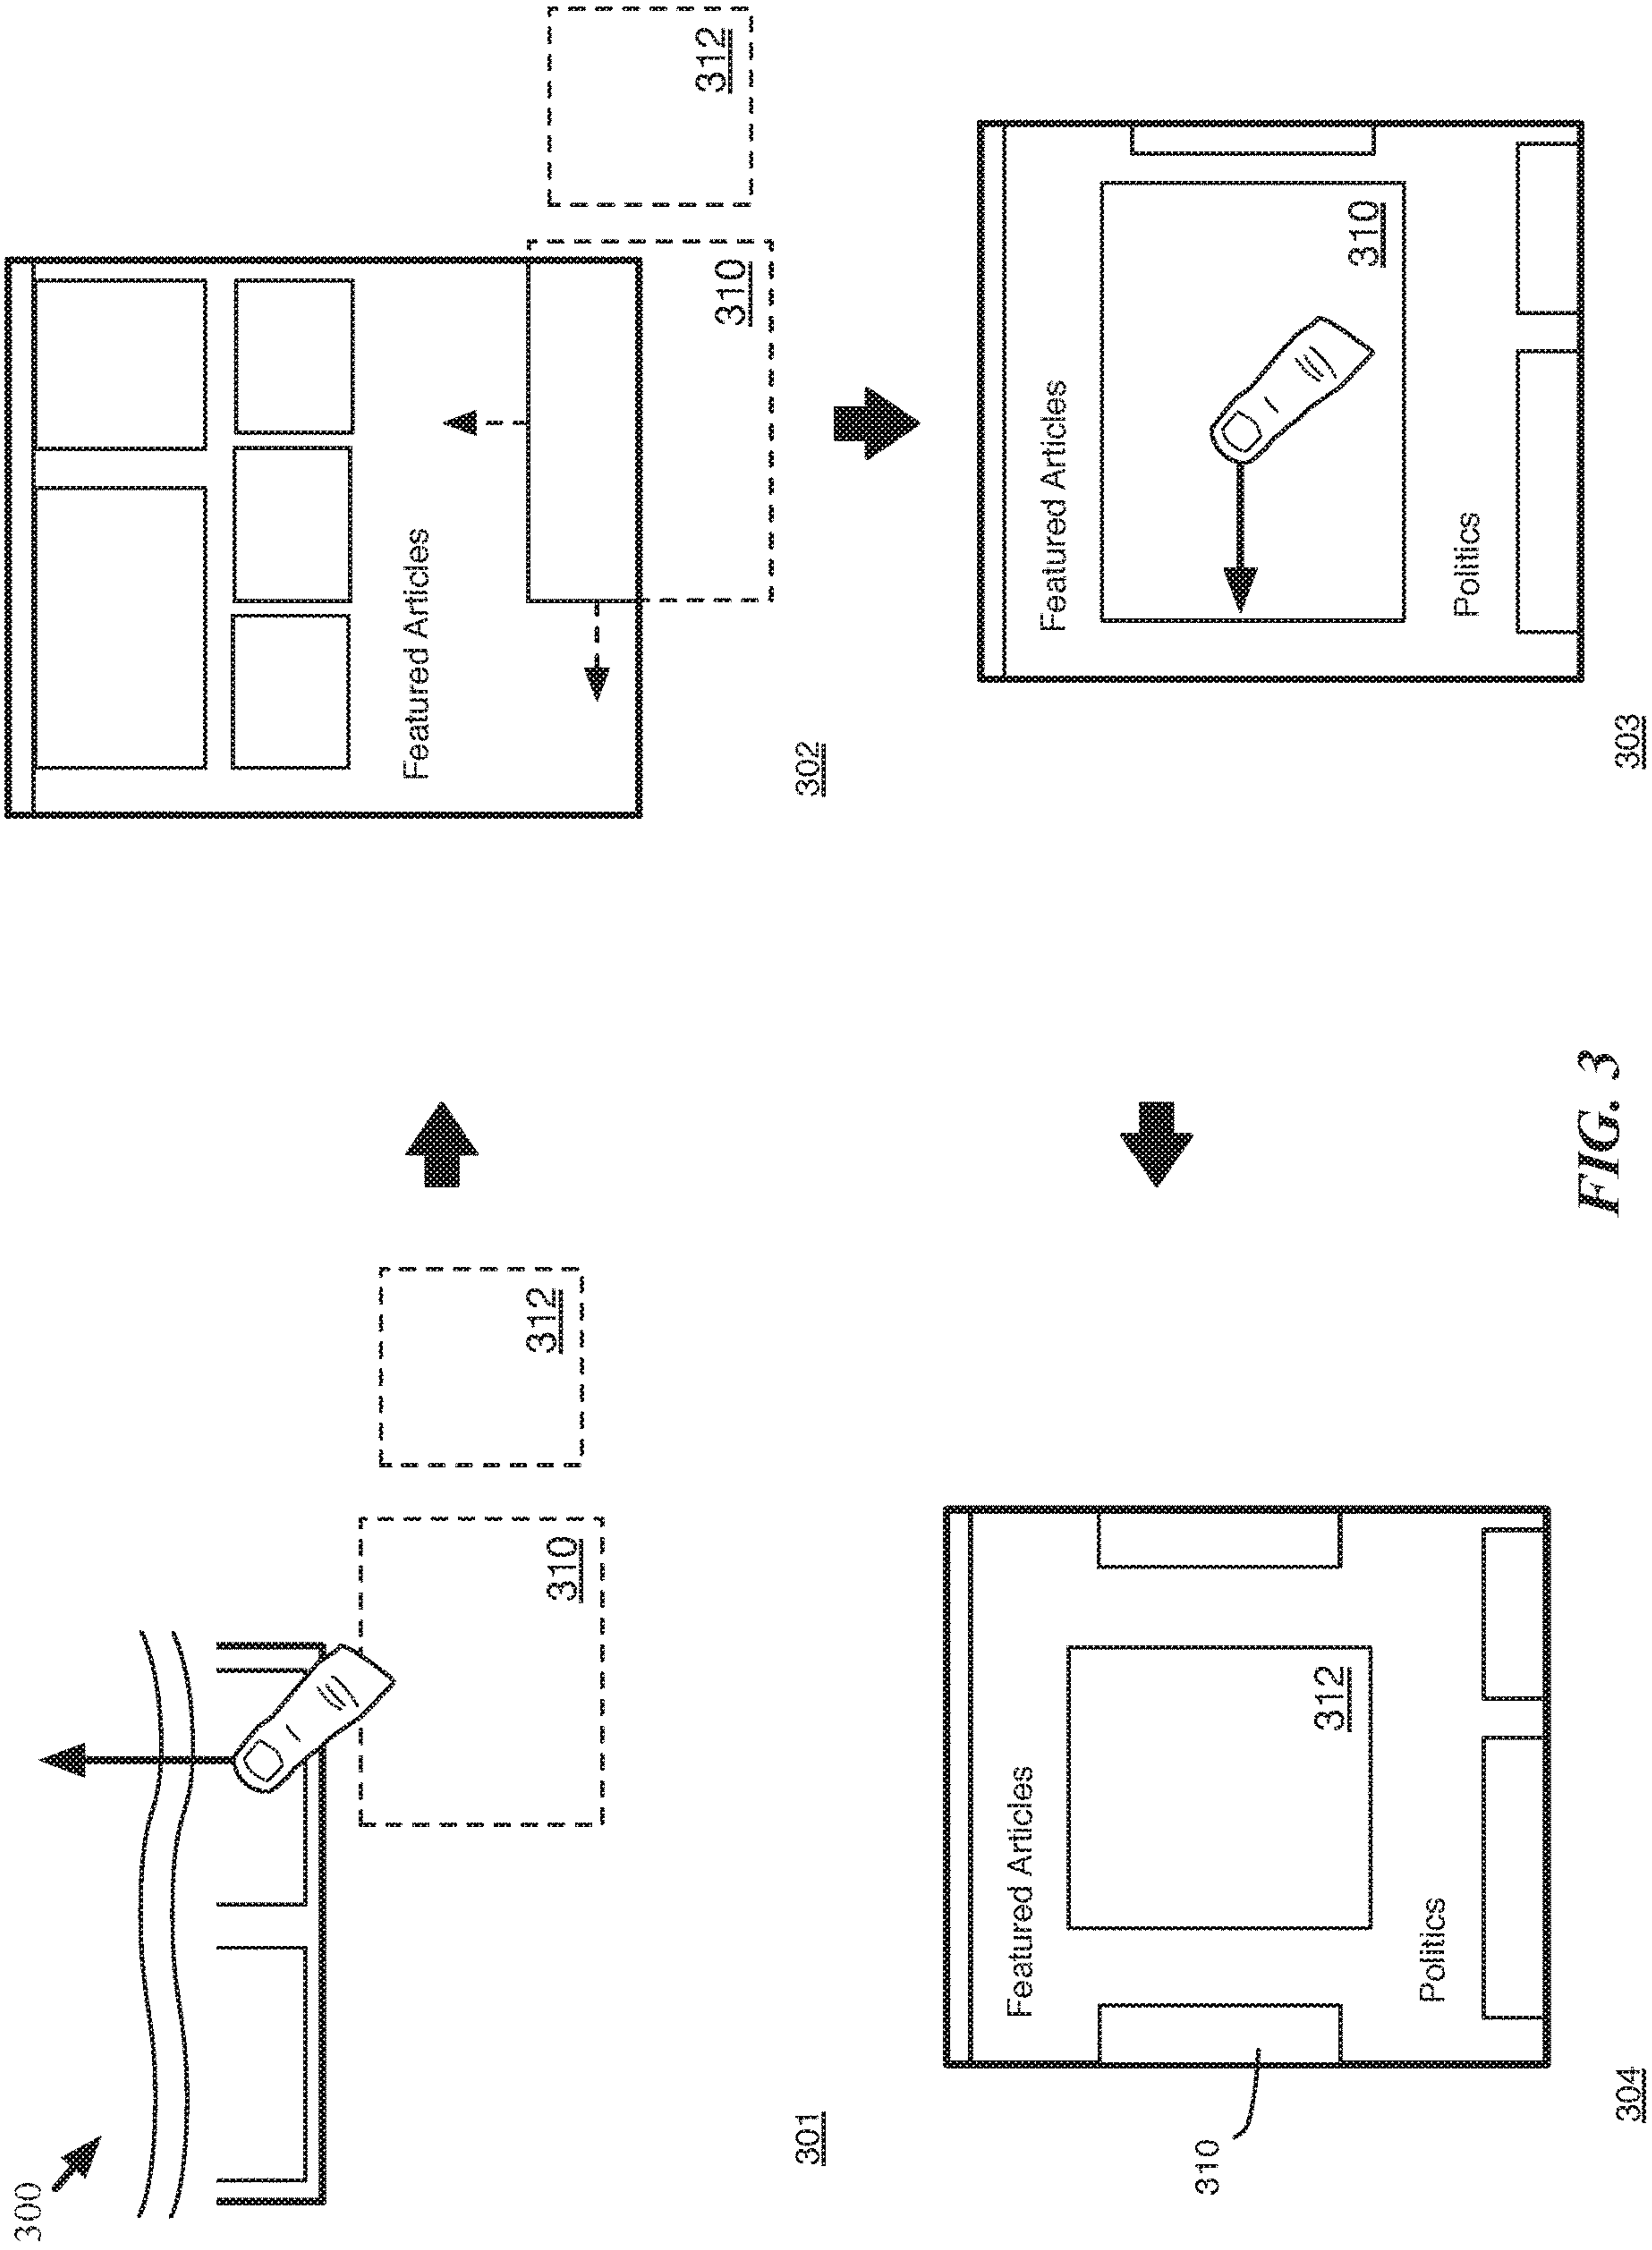 300
310
312
301
Featured Articles
310
312
302
Featured Articles
310
Politics
303
Featured Articles
312
310
Politics
304
FIG. 3